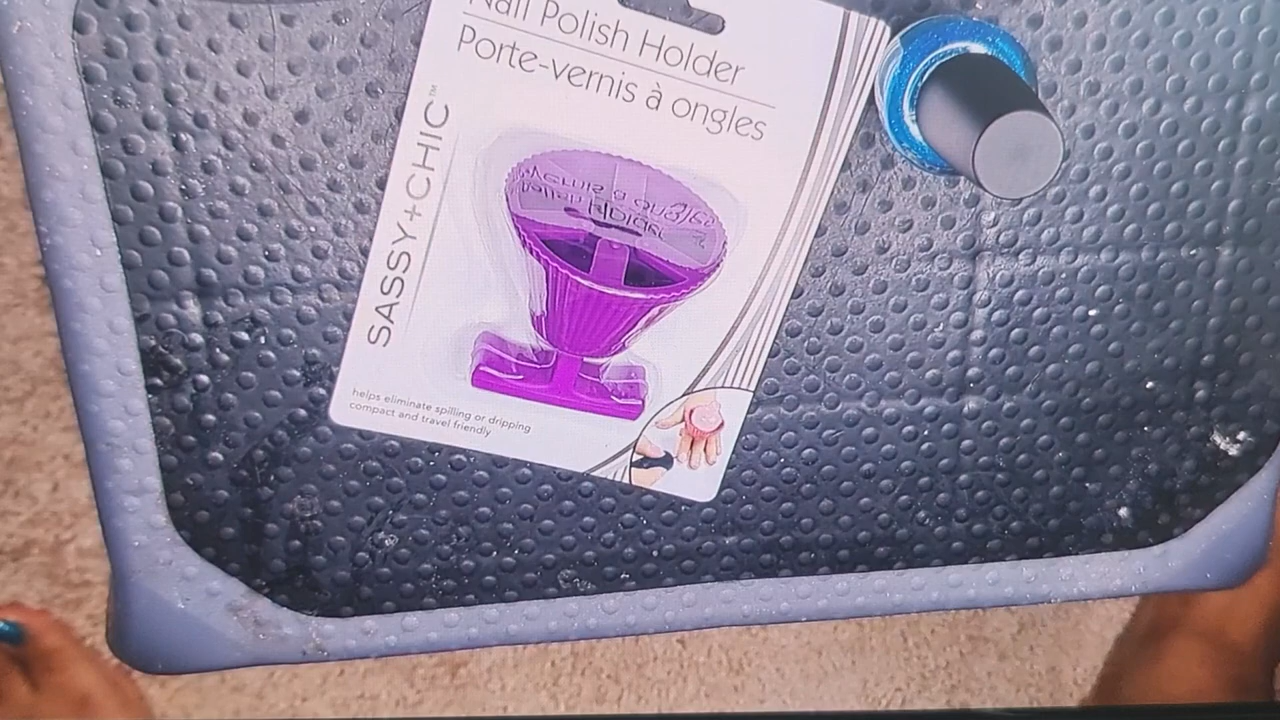 Nail Polish Holder
Porte-vernis à ongles
SASSY+CHIC™
helps eliminate spilling or dripping
compact and travel friendly